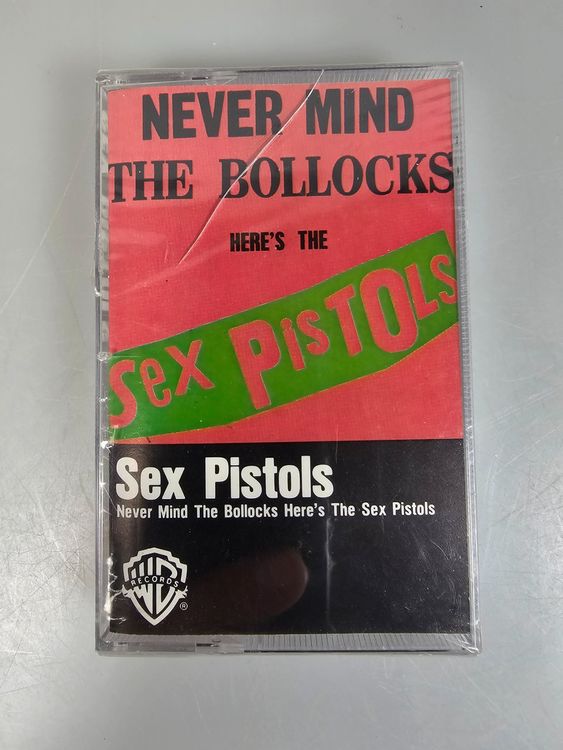 NEVER MIND
THE BOLLOCKS
HERE'S THE
Sex PisTOLs
Sex Pistols
Never Mind The Bollocks Here's The Sex Pistols
WB
RECORDS
®